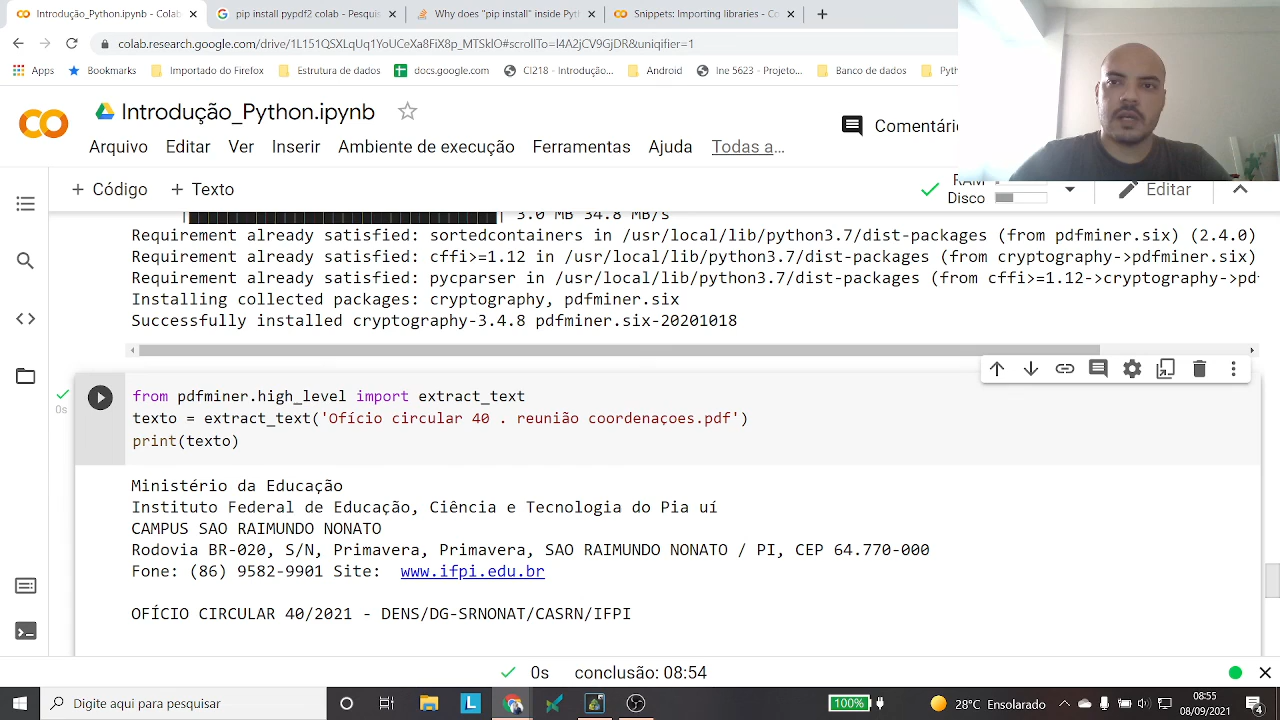 Introdução_Python.ipynb - Colab
pip install pypdf2 colab - Pesquis
Why does "pip install" inside Pyt
Snippets: Importing libraries - Co
colab.research.google.com/drive/1L151QSXLqUq1YoUCeXa8FiX8p_MTSklO#scrollTo=I4A2jCV9GjDR&uniqifier=1
Apps
Bookmarks
Importado do Firefox
Estrutura de dados
docs.google.com
CI218 - Introdução...
Android
Ine 5623 - Projeto...
Banco de dados
Pyth
Introdução_Python.ipynb
Comentário
Arquivo Editar Ver Inserir Ambiente de execução Ferramentas Ajuda Todas a...
+ Código + Texto
RAM
Disco
Editar
3.0 MB 34.8 MB/s
Requirement already satisfied: sortedcontainers in /usr/local/lib/python3.7/dist-packages (from pdfminer.six) (2.4.0)
Requirement already satisfied: cffi>=1.12 in /usr/local/lib/python3.7/dist-packages (from cryptography->pdfminer.six)
Requirement already satisfied: pycparser in /usr/local/lib/python3.7/dist-packages (from cffi>=1.12->cryptography->pd
Installing collected packages: cryptography, pdfminer.six
Successfully installed cryptography-3.4.8 pdfminer.six-20201018
0s
from pdfminer.high_level import extract_text
texto = extract_text('Ofício circular 40 . reunião coordenaçoes.pdf')
print(texto)
Ministério da Educação
Instituto Federal de Educação, Ciência e Tecnologia do Pia uí
CAMPUS SAO RAIMUNDO NONATO
Rodovia BR-020, S/N, Primavera, Primavera, SAO RAIMUNDO NONATO / PI, CEP 64.770-000
Fone: (86) 9582-9901 Site: www.ifpi.edu.br
OFÍCIO CIRCULAR 40/2021 - DENS/DG-SRNONAT/CASRN/IFPI
0s conclusão: 08:54
Digite aqui para pesquisar
100%
28°C Ensolarado
08:55
08/09/2021